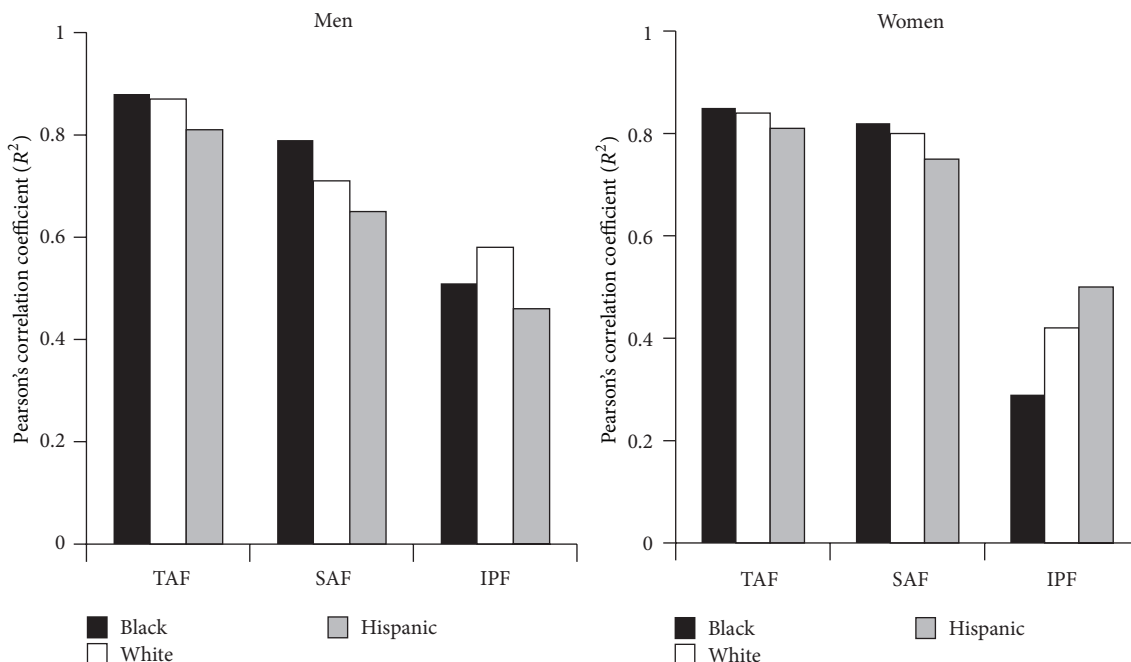 Men
Pearson's correlation coefficient (R²)
1
0.8
0.6
0.4
0.2
0
TAF SAF IPF
Black Hispanic
White
Women
Pearson's correlation coefficient (R²)
1
0.8
0.6
0.4
0.2
0
TAF SAF IPF
Black Hispanic
White